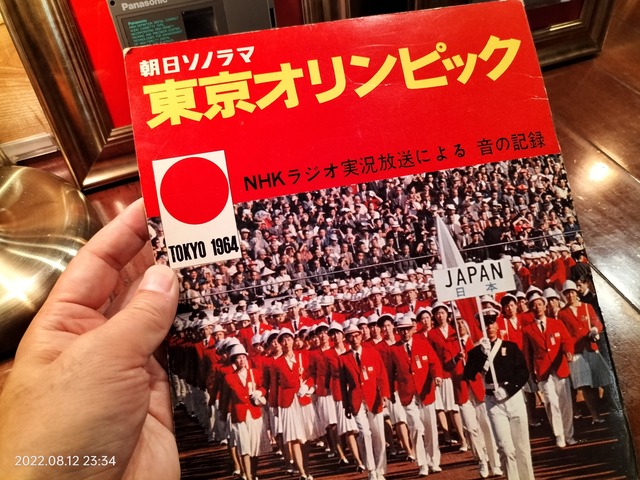 Panasonic
朝日ソノラマ
東京オリンピック
NHKラジオ実況放送による 音の記録
TOKYO 1964
JAPAN
日本
2022.08.12 23:34